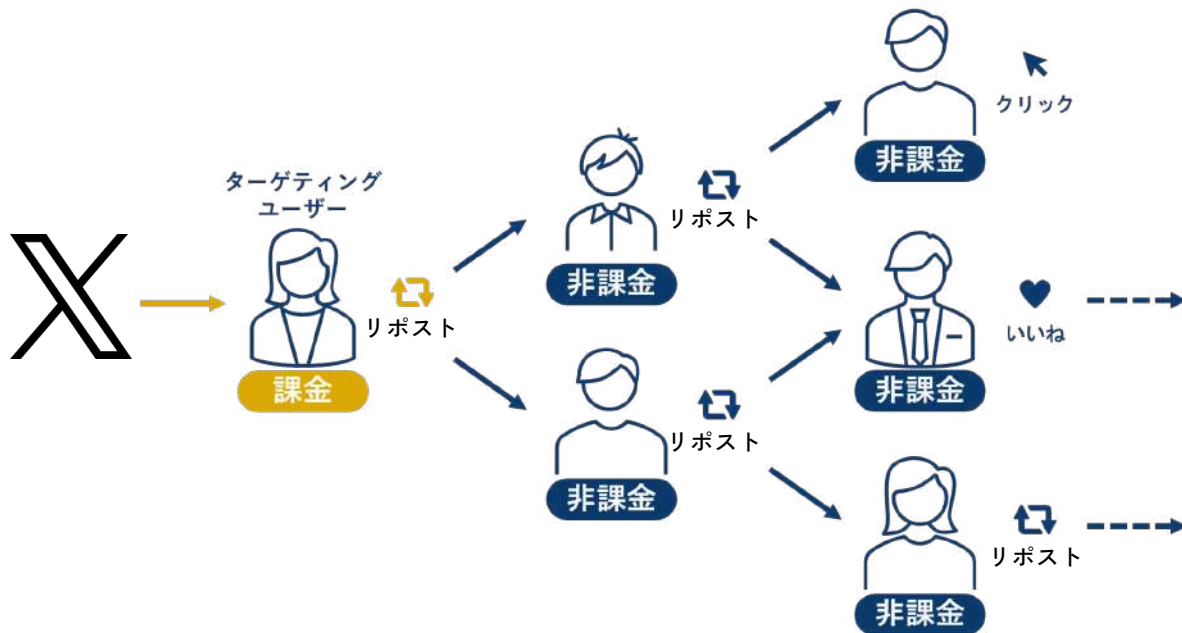 クリック
非課金
ターゲティング
ユーザー
リポスト
非課金
リポスト
課金
いいね
非課金
リポスト
非課金
リポスト
非課金